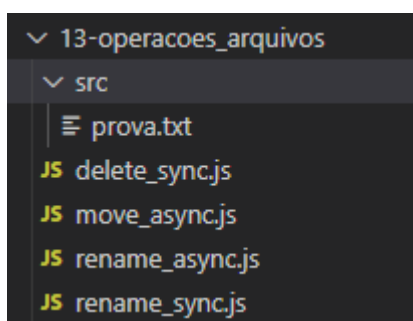 13-operacoes_arquivos
src
prova.txt
JS delete_sync.js
JS move_async.js
JS rename_async.js
JS rename_sync.js